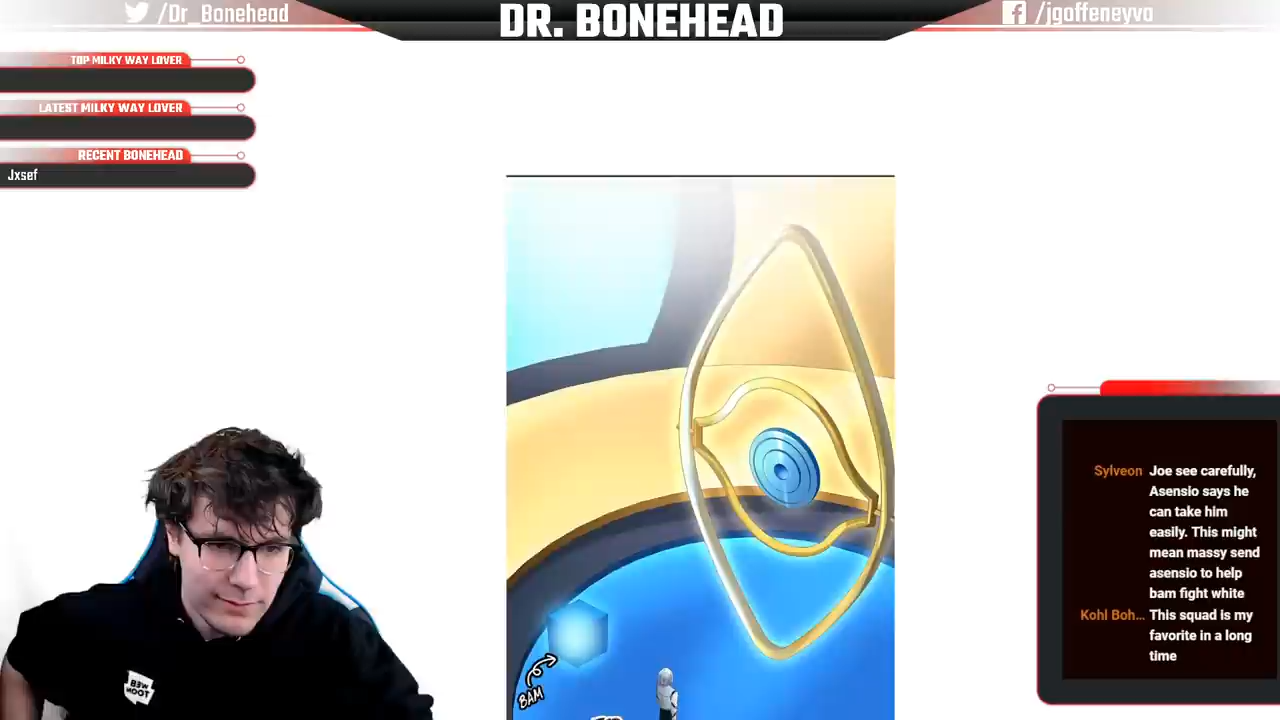 /Dr_Bonehead
DR. BONEHEAD
/jgoffeneyvo
TOP MILKY WAY LOVER
LATEST MILKY WAY LOVER
RECENT BONEHEAD
Jxsef
Sylveon Joe see carefully,
Asensio says he
can take him
easily. This might
mean massy send
asensio to help
bam fight white
Kohl Boh... This squad is my
favorite in a long
time
BAM
WEB
TOON